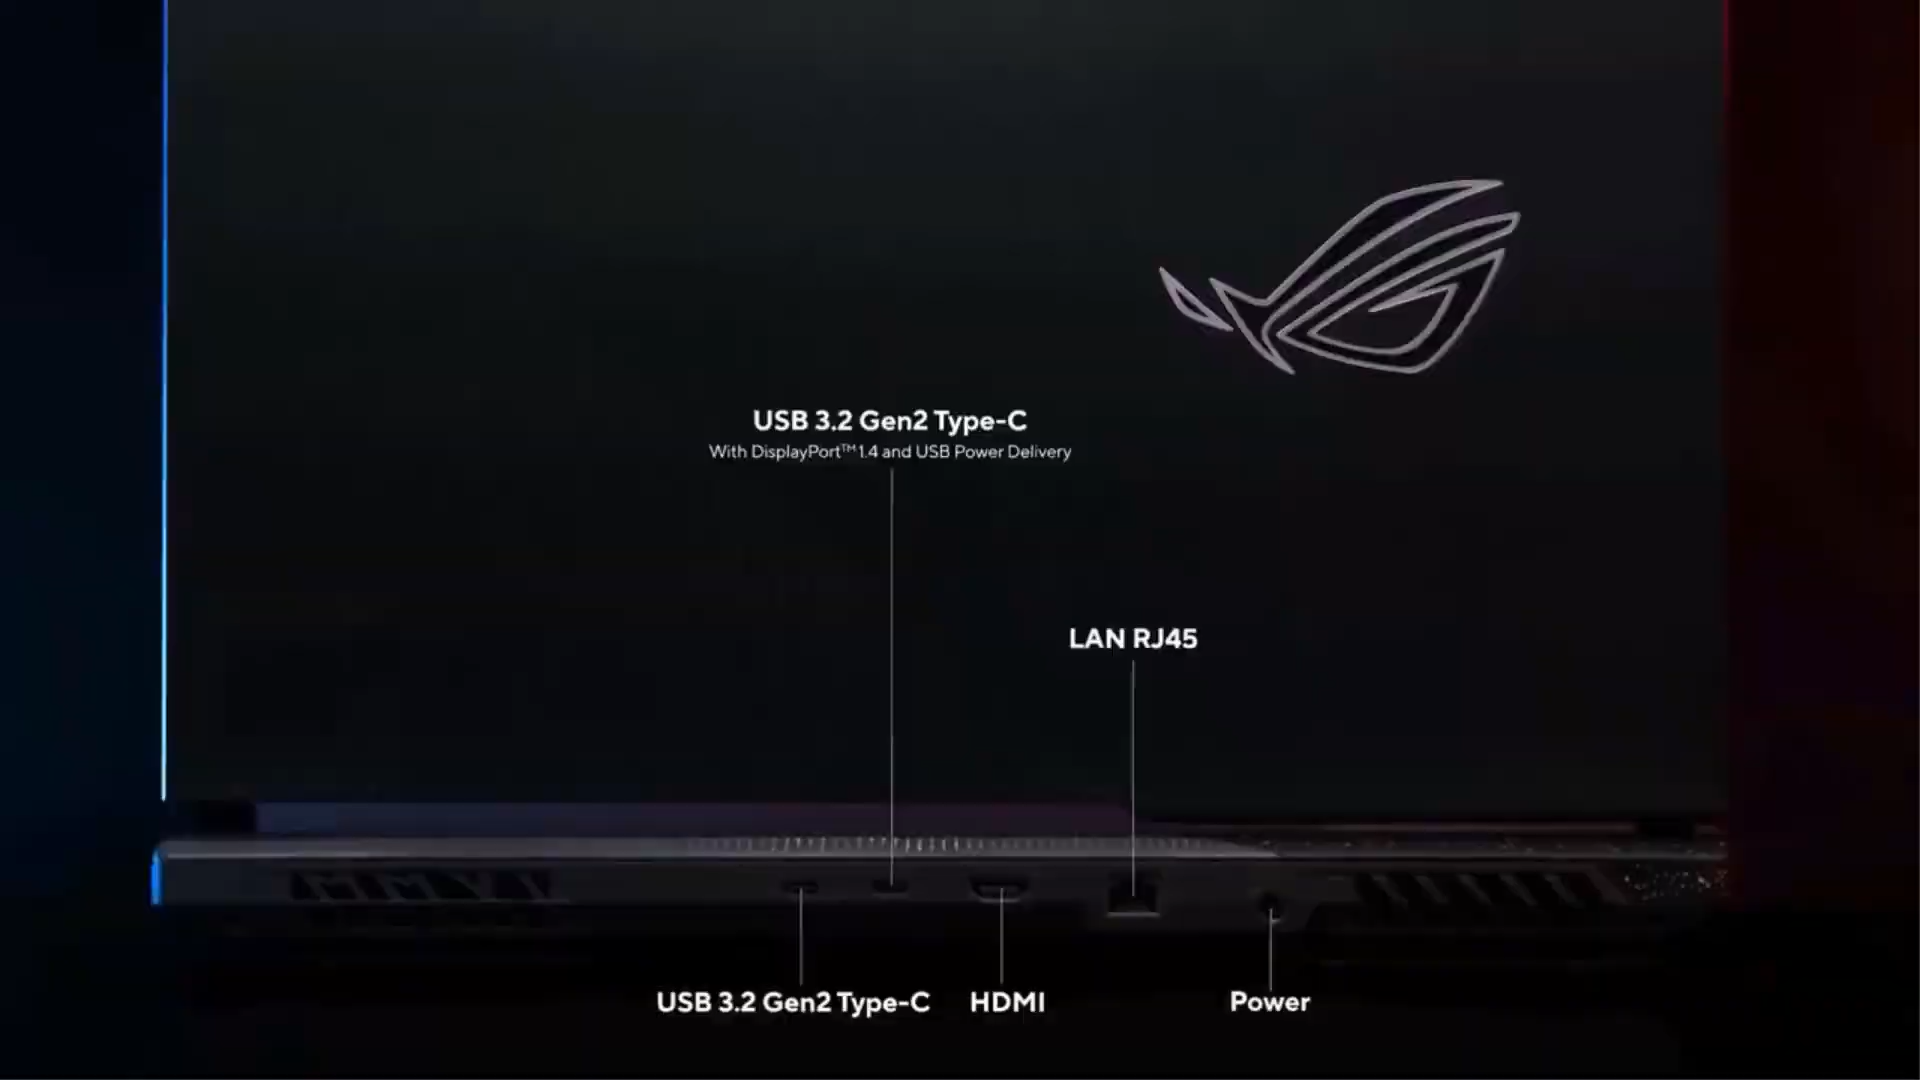 USB 3.2 Gen2 Type-C
With DisplayPort™ 1.4 and USB Power Delivery
LAN RJ45
USB 3.2 Gen2 Type-C
HDMI
Power